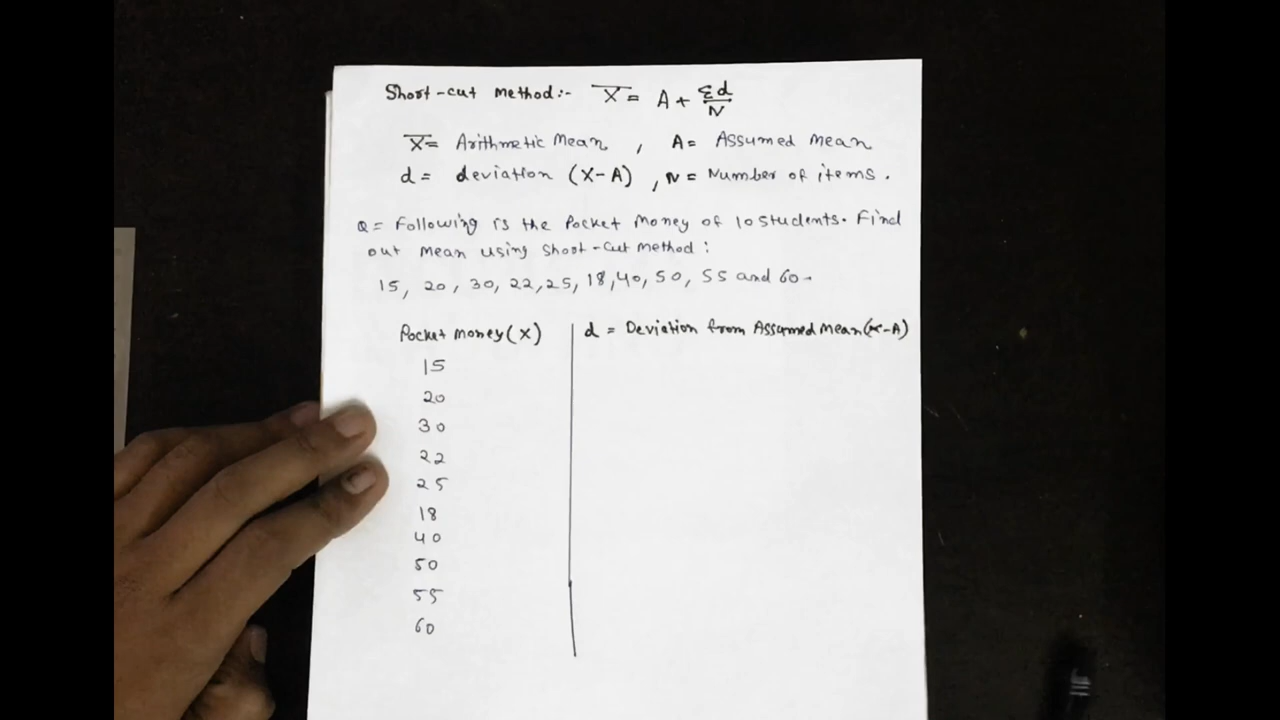 Short-cut method:- X̅ = A + Σd/N
X̅ = Arithmetic Mean, A = Assumed mean
d = deviation (X-A), N = Number of items.
Q = Following is the Pocket Money of 10 students. Find
out mean using short-cut method:
15, 20, 30, 22, 25, 18, 40, 50, 55 and 60-
Pocket money (X) d = Deviation from Assumed mean (x-A)
15
20
30
22
25
18
40
50
55
60